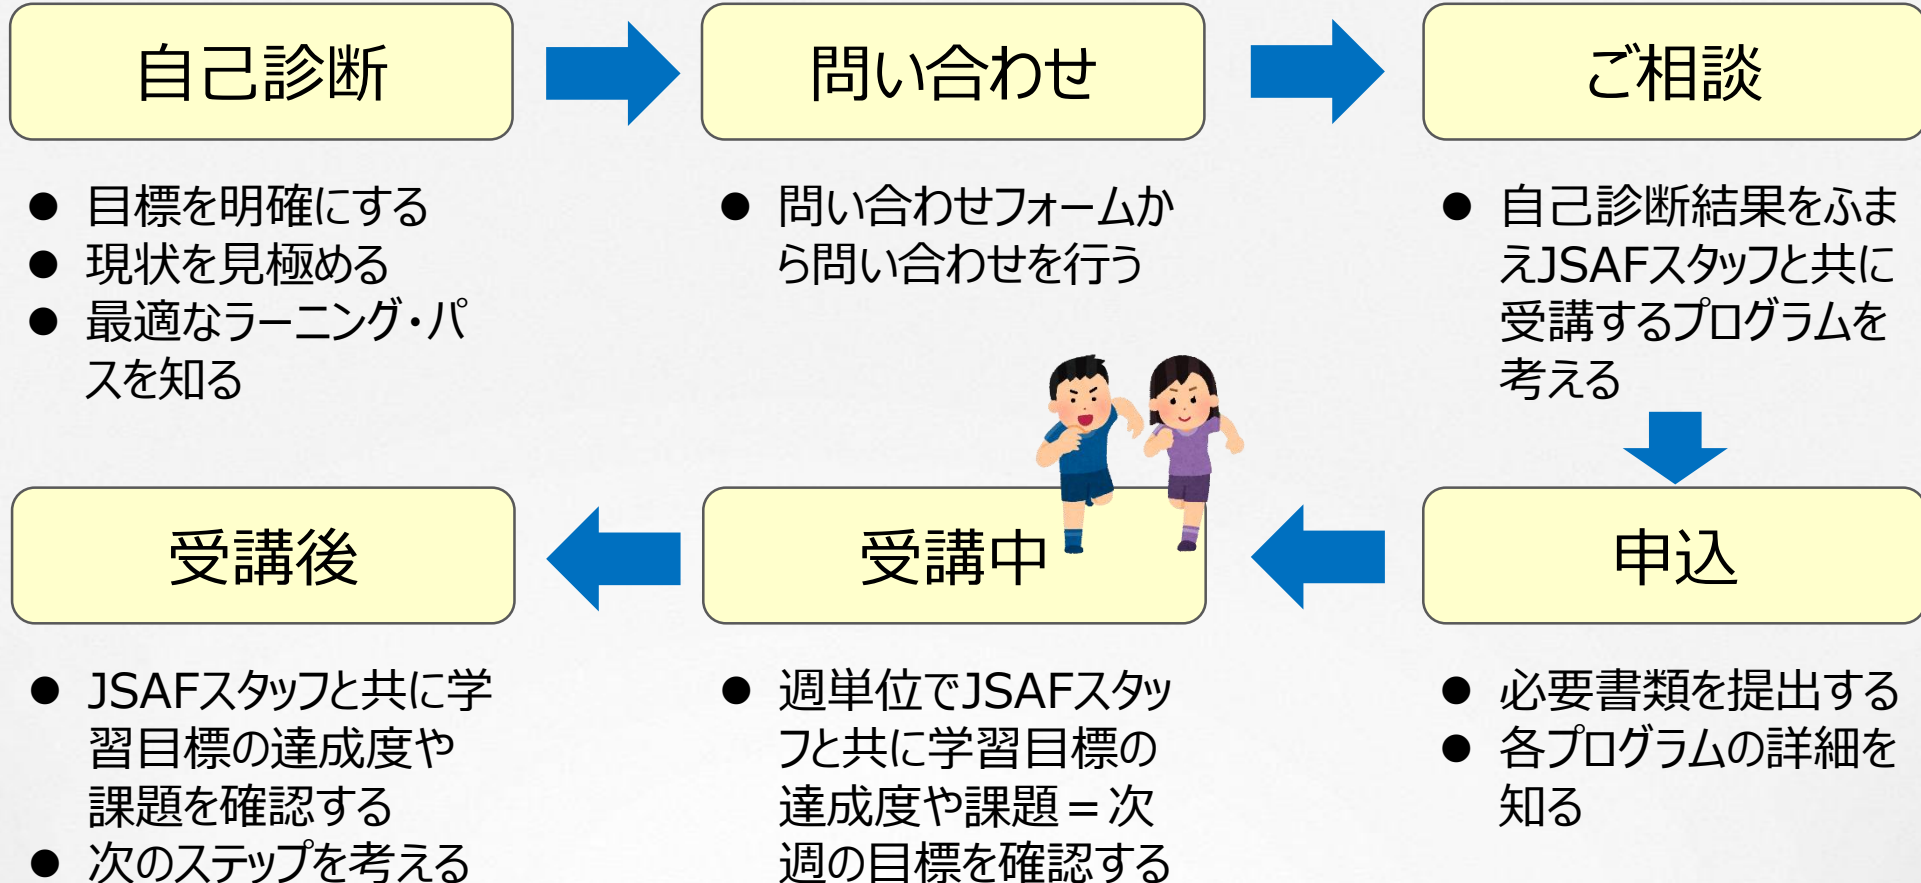 自己診断
● 目標を明確にする
● 現状を見極める
● 最適なラーニング・パ
スを知る
問い合わせ
● 問い合わせフォームか
ら問い合わせを行う
ご相談
● 自己診断結果をふま
えJSAFスタッフと共に
受講するプログラムを
考える
申込
● 必要書類を提出する
● 各プログラムの詳細を
知る
受講中
● 週単位でJSAFスタッ
フと共に学習目標の
達成度や課題＝次
週の目標を確認する
受講後
● JSAFスタッフと共に学
習目標の達成度や
課題を確認する
● 次のステップを考える